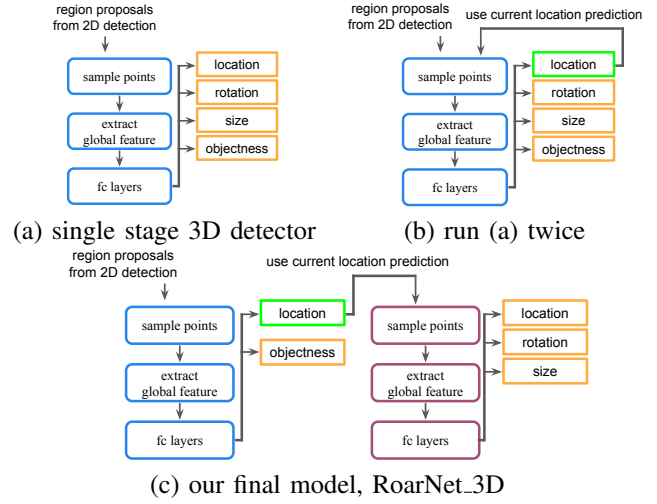 region proposals
from 2D detection
sample points
extract
global feature
fc layers
location
rotation
size
objectness
(a) single stage 3D detector
region proposals
from 2D detection
use current location prediction
sample points
extract
global feature
fc layers
location
rotation
size
objectness
(b) run (a) twice
region proposals
from 2D detection
use current location prediction
sample points
extract
global feature
fc layers
location
objectness
sample points
extract
global feature
fc layers
location
rotation
size
(c) our final model, RoarNet_3D